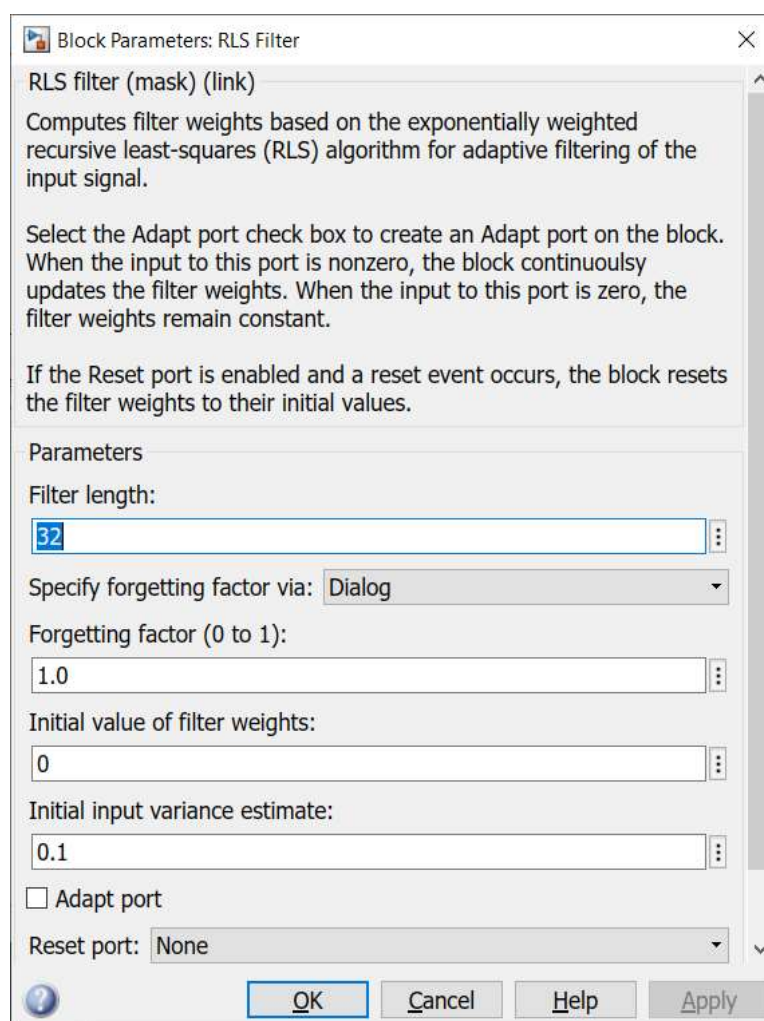 Block Parameters: RLS Filter
RLS filter (mask) (link)
Computes filter weights based on the exponentially weighted
recursive least-squares (RLS) algorithm for adaptive filtering of the
input signal.
Select the Adapt port check box to create an Adapt port on the block.
When the input to this port is nonzero, the block continuoulsy
updates the filter weights. When the input to this port is zero, the
filter weights remain constant.
If the Reset port is enabled and a reset event occurs, the block resets
the filter weights to their initial values.
Parameters
Filter length:
32
Specify forgetting factor via: Dialog
Forgetting factor (0 to 1):
1.0
Initial value of filter weights:
0
Initial input variance estimate:
0.1
Adapt port
Reset port: None
? OK Cancel Help Apply